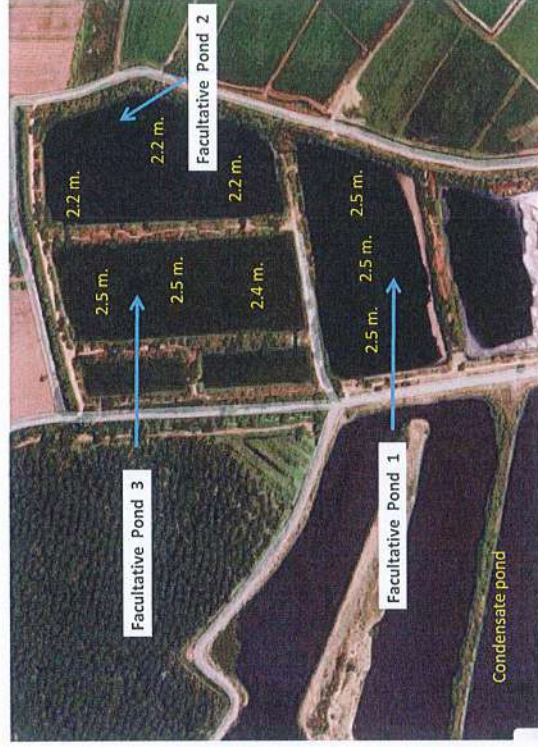 Facultative Pond 2
2.2 m.
2.2 m.
2.2 m.
2.5 m.
2.5 m.
2.4 m.
Facultative Pond 3
2.5 m.
2.5 m.
2.5 m.
Facultative Pond 1
Condensate pond